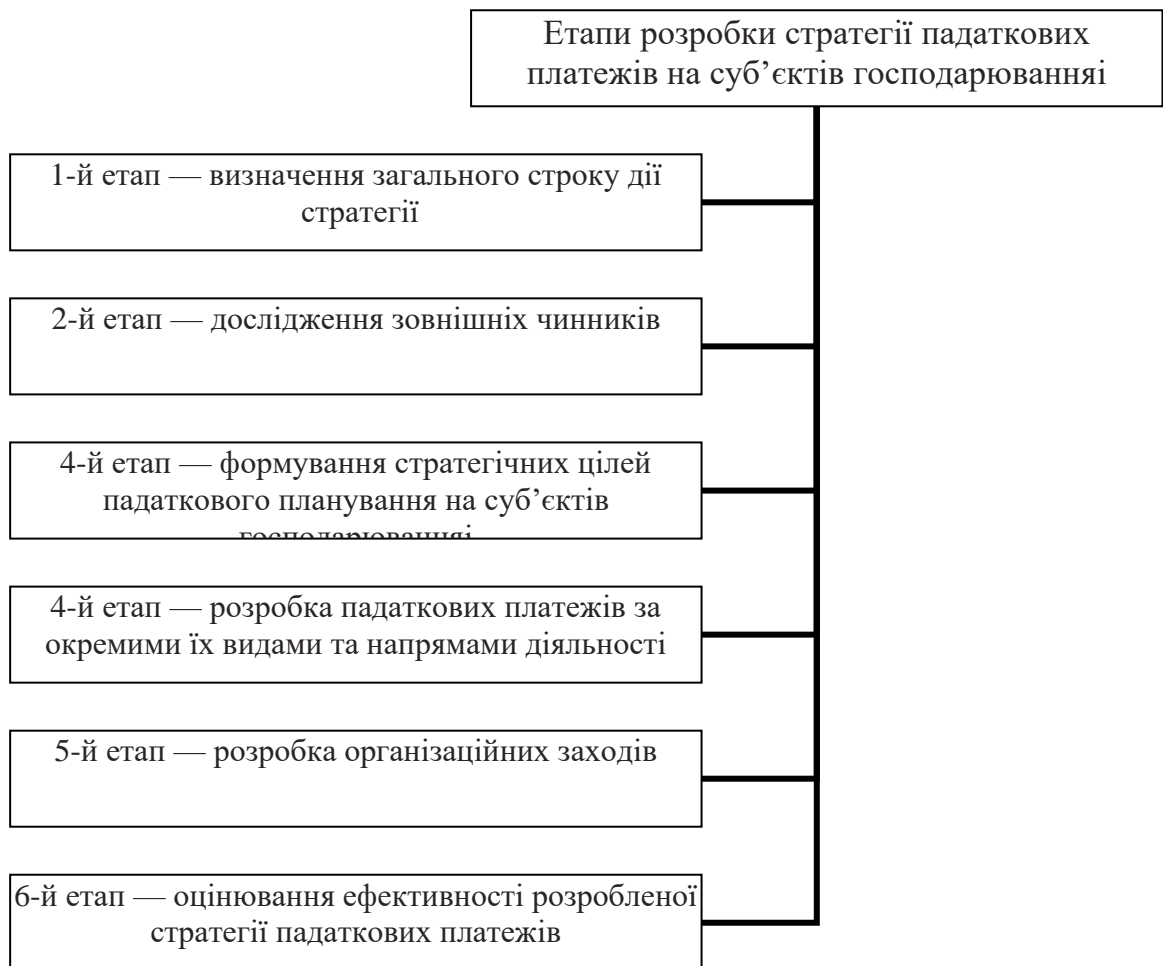 Етапи розробки стратегії падаткових
платежів на суб’єктів господарюванняі
1-й етап — визначення загального строку дії
стратегії
2-й етап — дослідження зовнішніх чинників
4-й етап — формування стратегічних цілей
падаткового планування на суб’єктів
господарюванняі
4-й етап — розробка падаткових платежів за
окремими їх видами та напрямами діяльності
5-й етап — розробка організаційних заходів
6-й етап — оцінювання ефективності розробленої
стратегії падаткових платежів